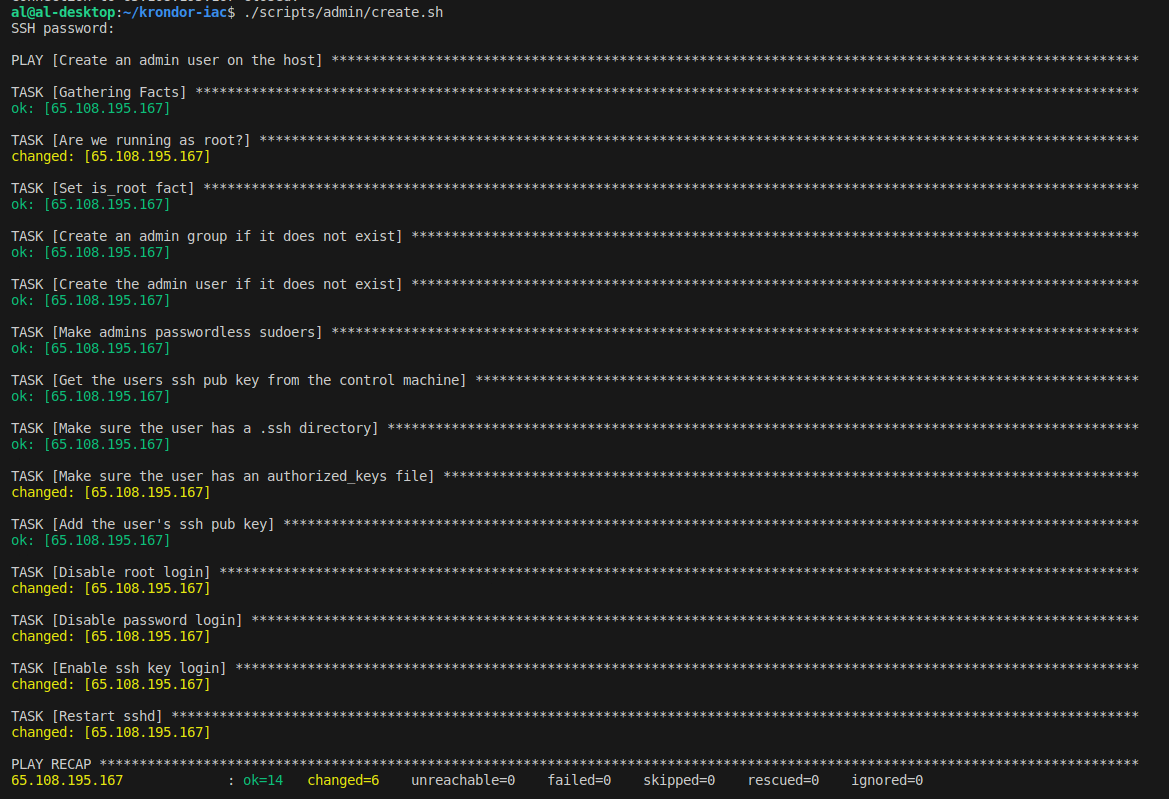 al@al-desktop:~/krondor-iac$ ./scripts/admin/create.sh
SSH password:
PLAY [Create an admin user on the host] *****************************************************************************************************
TASK [Gathering Facts] **********************************************************************************************************************
ok: [65.108.195.167]
TASK [Are we running as root?] **************************************************************************************************************
changed: [65.108.195.167]
TASK [Set is_root fact] *********************************************************************************************************************
ok: [65.108.195.167]
TASK [Create an admin group if it does not exist] *******************************************************************************************
ok: [65.108.195.167]
TASK [Create the admin user if it does not exist] *******************************************************************************************
ok: [65.108.195.167]
TASK [Make admins passwordless sudoers] *****************************************************************************************************
ok: [65.108.195.167]
TASK [Get the users ssh pub key from the control machine] ***********************************************************************************
ok: [65.108.195.167]
TASK [Make sure the user has a .ssh directory] **********************************************************************************************
ok: [65.108.195.167]
TASK [Make sure the user has an authorized_keys file] ***************************************************************************************
changed: [65.108.195.167]
TASK [Add the user's ssh pub key] ***********************************************************************************************************
ok: [65.108.195.167]
TASK [Disable root login] *******************************************************************************************************************
changed: [65.108.195.167]
TASK [Disable password login] ***************************************************************************************************************
changed: [65.108.195.167]
TASK [Enable ssh key login] *****************************************************************************************************************
changed: [65.108.195.167]
TASK [Restart sshd] *************************************************************************************************************************
changed: [65.108.195.167]
PLAY RECAP **********************************************************************************************************************************
65.108.195.167             : ok=14   changed=6    unreachable=0    failed=0    skipped=0    rescued=0    ignored=0